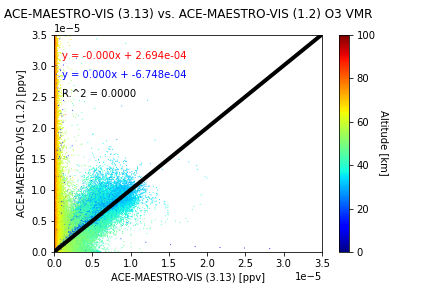 ACE-MAESTRO-VIS (3.13) vs. ACE-MAESTRO-VIS (1.2) O3 VMR
1e−5
y = -0.000x + 2.694e-04
y = 0.000x + -6.748e-04
R.^2 = 0.0000
3.5
3.0
2.5
2.0
1.5
1.0
0.5
0.0
ACE-MAESTRO-VIS (1.2) [ppv]
0.0 0.5 1.0 1.5 2.0 2.5 3.0 3.5
1e−5
ACE-MAESTRO-VIS (3.13) [ppv]
100
80
60
40
20
0
Altitude [km]